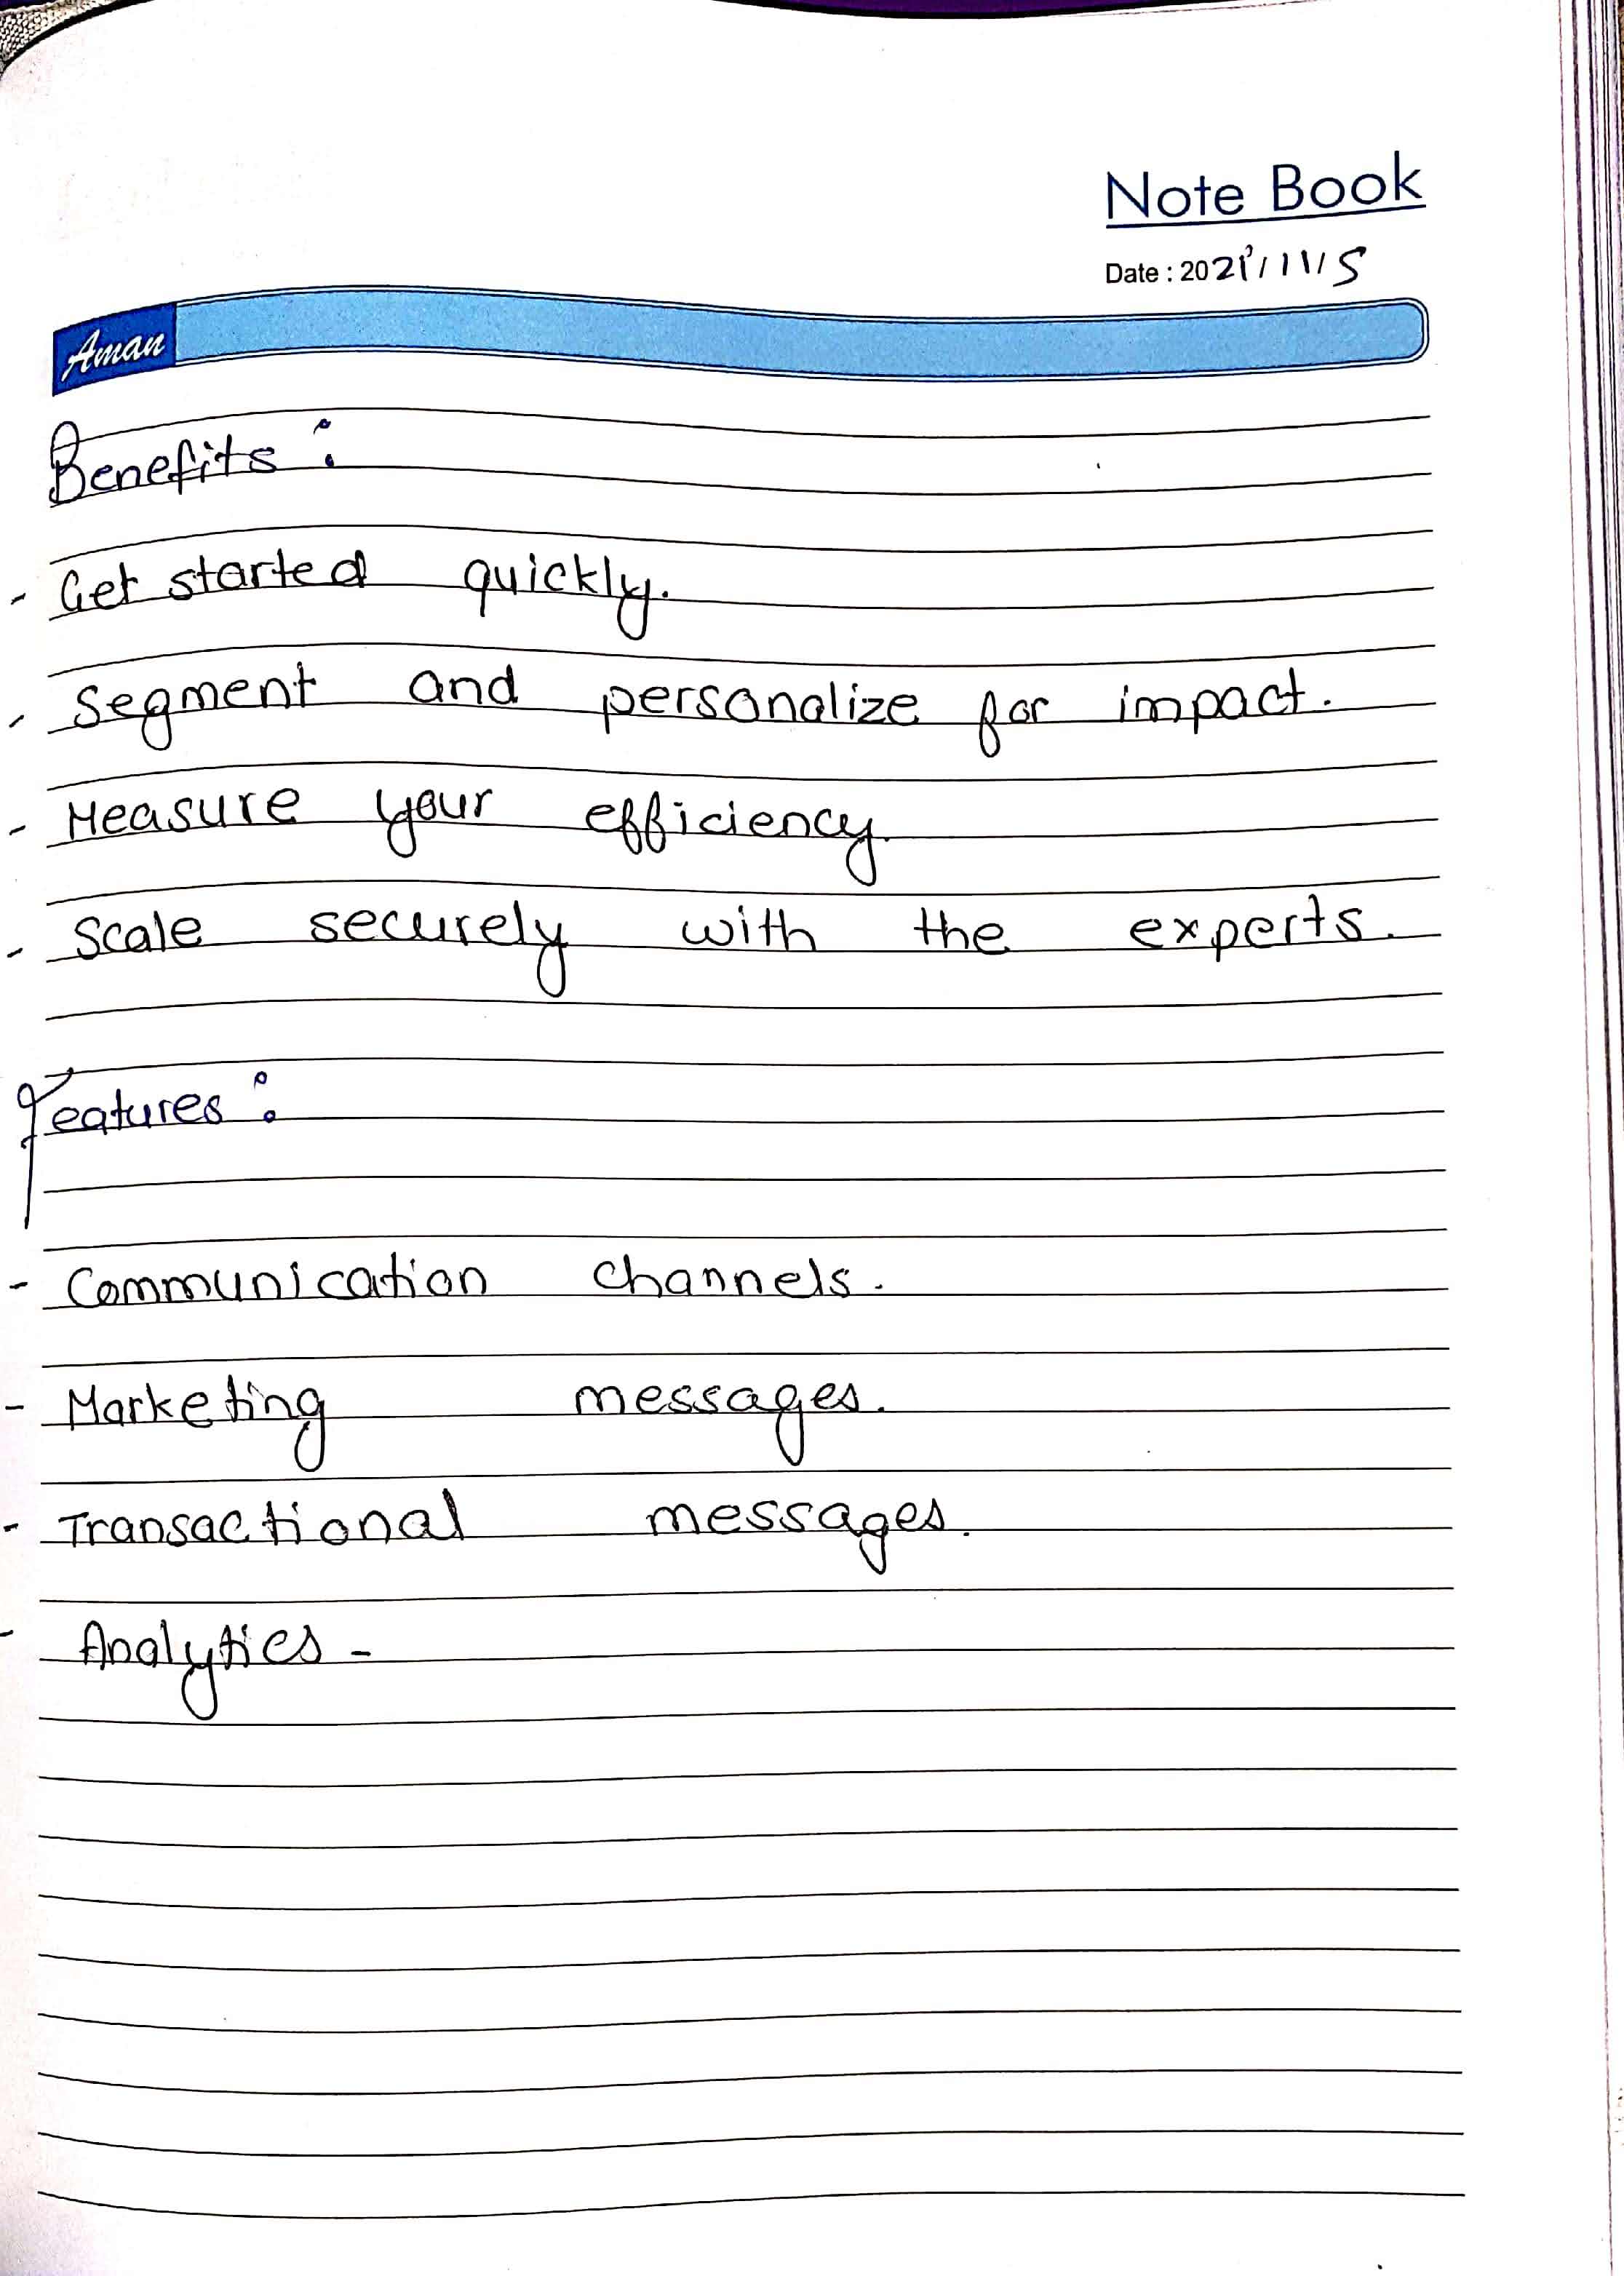 Note Book
Date : 2021/11/5
Aman
Benefits :
- Get started quickly.
- Segment and personalize for impact.
- Measure your efficiency.
- Scale securely with the experts.
Features :
- Communication channels.
- Marketing messages.
- Transactional messages.
- Analytics -